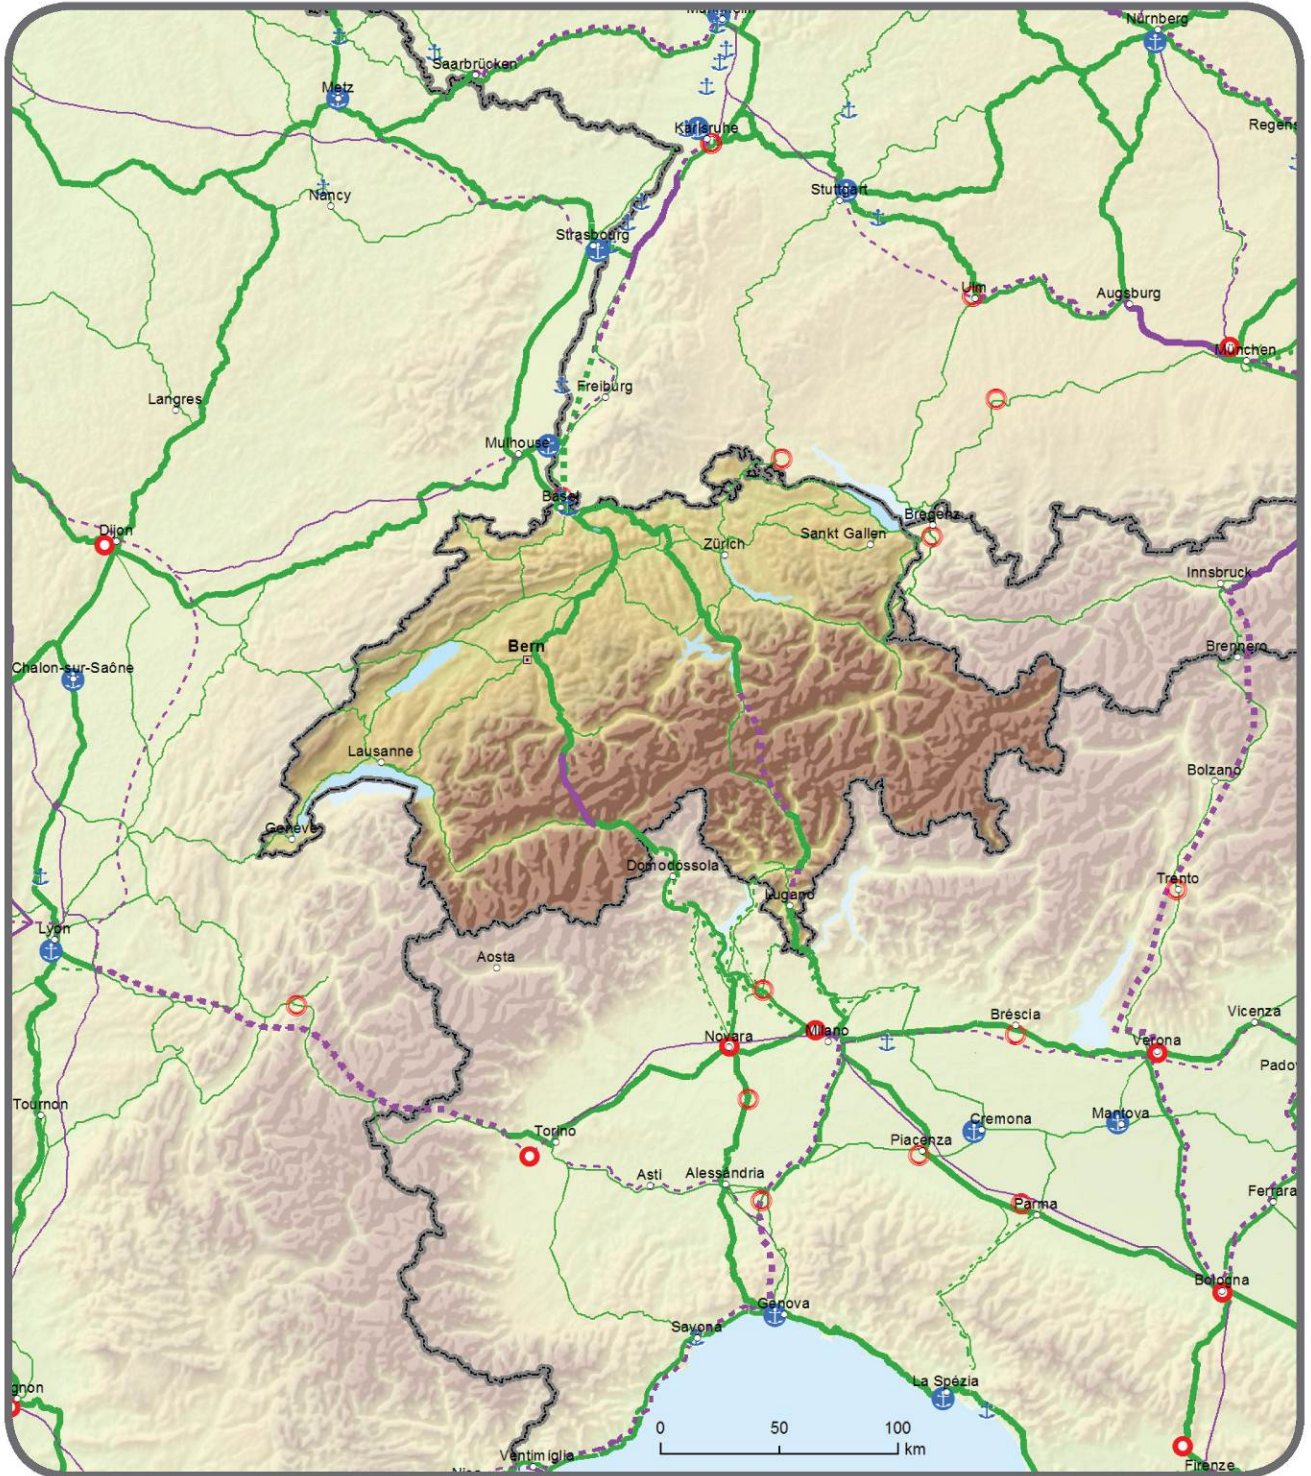 Nürnberg
Saarbrücken
Metz
Karlsruhe
Regens
Stuttgart
Nancy
Strasbourg
Ulm
Augsburg
München
Freiburg
Langres
Mulhouse
Basel
Bregenz
Dijon
Zürich
Sankt Gallen
Innsbruck
Bern
Brennero
Chalon-sur-Saône
Lausanne
Bolzano
Genève
Domodossola
Trento
Lugano
Lyon
Aosta
Vicenza
Bréscia
Novara
Milano
Verona
Pado
Tournon
Cremona
Mantova
Torino
Piacenza
Asti
Alessandria
Ferrara
Parma
Bologna
Genova
Savona
gnon
La Spézia
0 50 100
km
Ventimiglia
Firenze